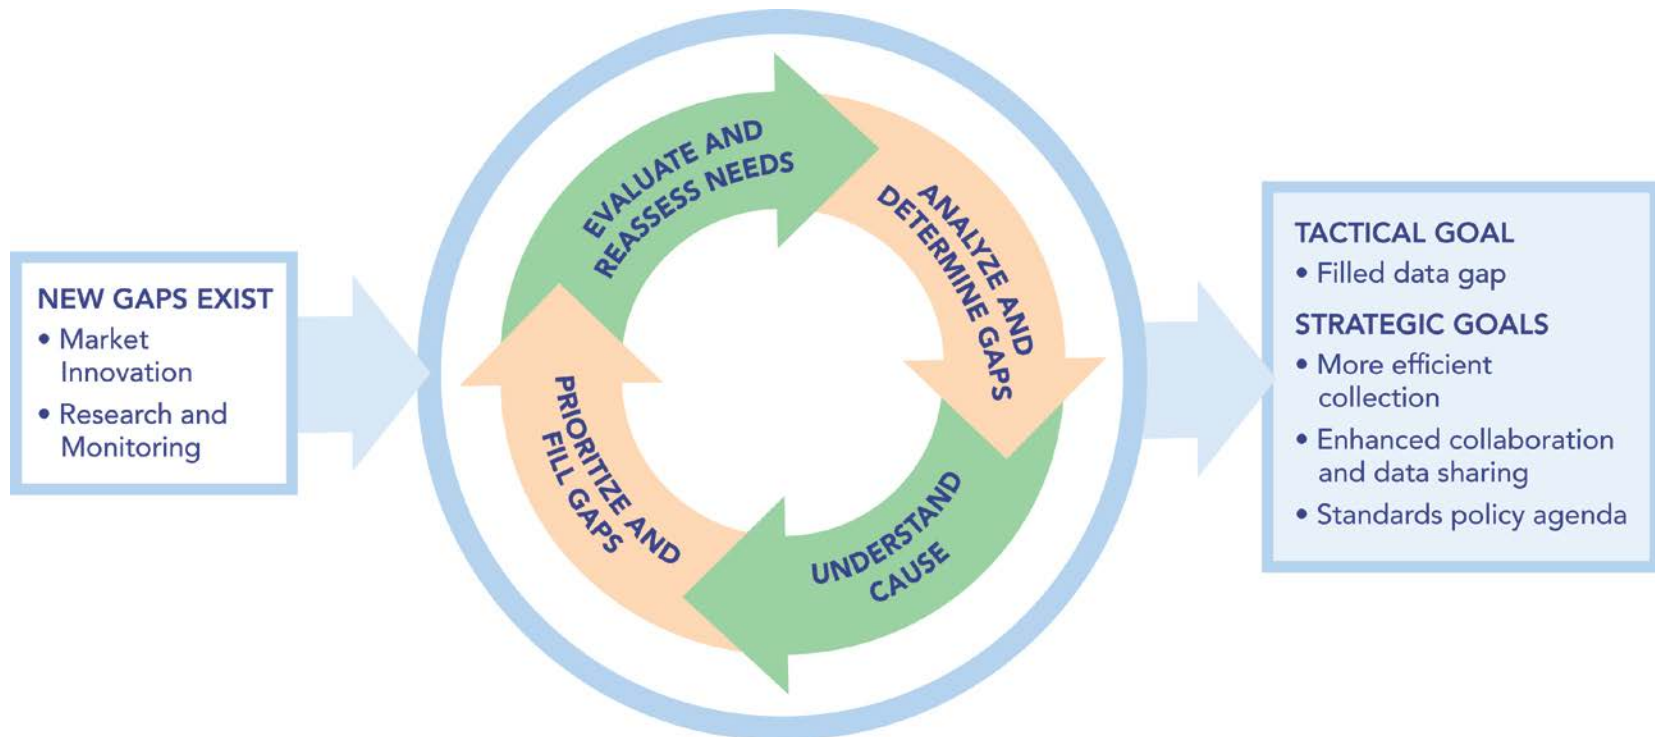 NEW GAPS EXIST
• Market
Innovation
• Research and
Monitoring
EVALUATE AND
REASSESS NEEDS
ANALYZE AND
DETERMINE GAPS
UNDERSTAND
CAUSE
PRIORITIZE AND
FILL GAPS
TACTICAL GOAL
• Filled data gap
STRATEGIC GOALS
• More efficient
collection
• Enhanced collaboration
and data sharing
• Standards policy agenda